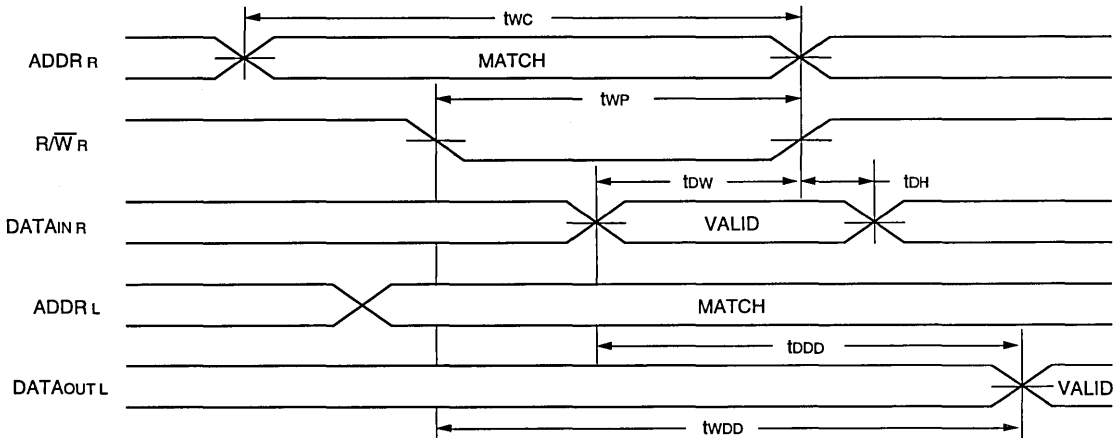 tWC
ADDR R
MATCH
tWP
R/W̅ R
tDW
tDH
DATAIN R
VALID
ADDR L
MATCH
tDDD
DATAOUT L
VALID
tWDD